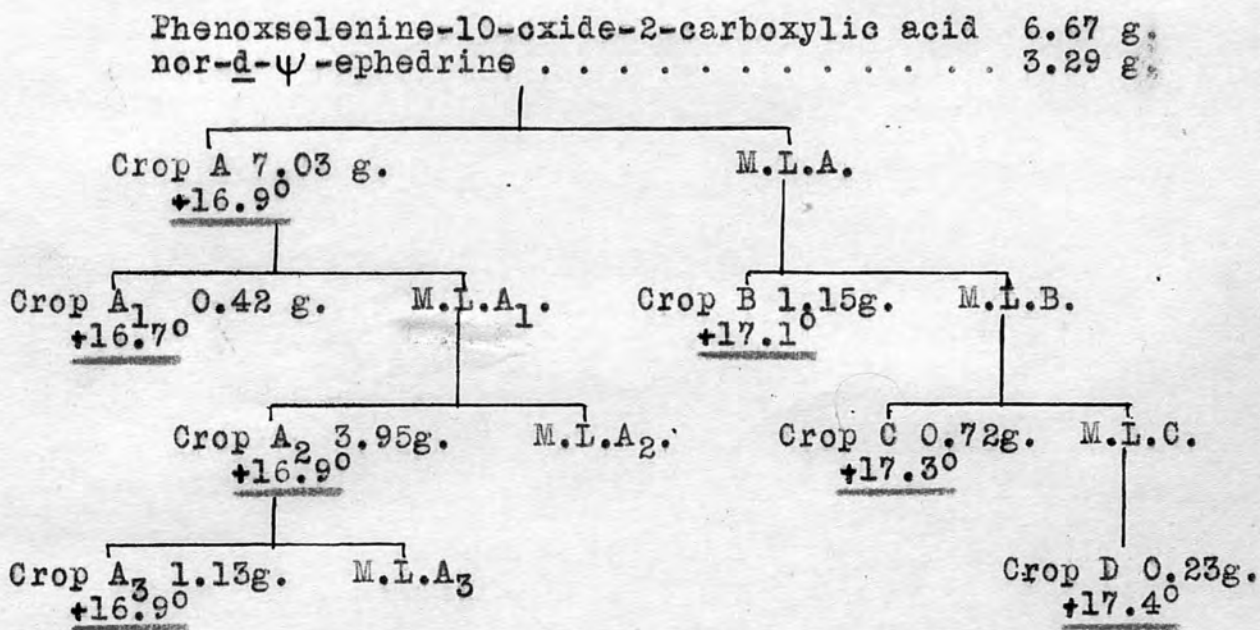 Phenoxselenine-10-oxide-2-carboxylic acid 6.67 g.
nor-d-ψ-ephedrine . . . . . . . . . . . . . 3.29 g.
Crop A 7.03 g. M.L.A.
+16.9°
Crop A₁ 0.42 g. M.L.A₁. Crop B 1.15g. M.L.B.
+16.7° +17.1°
Crop A₂ 3.95g. M.L.A₂. Crop C 0.72g. M.L.C.
+16.9° +17.3°
Crop A₃ 1.13g. M.L.A₃ Crop D 0.23g.
+16.9° +17.4°